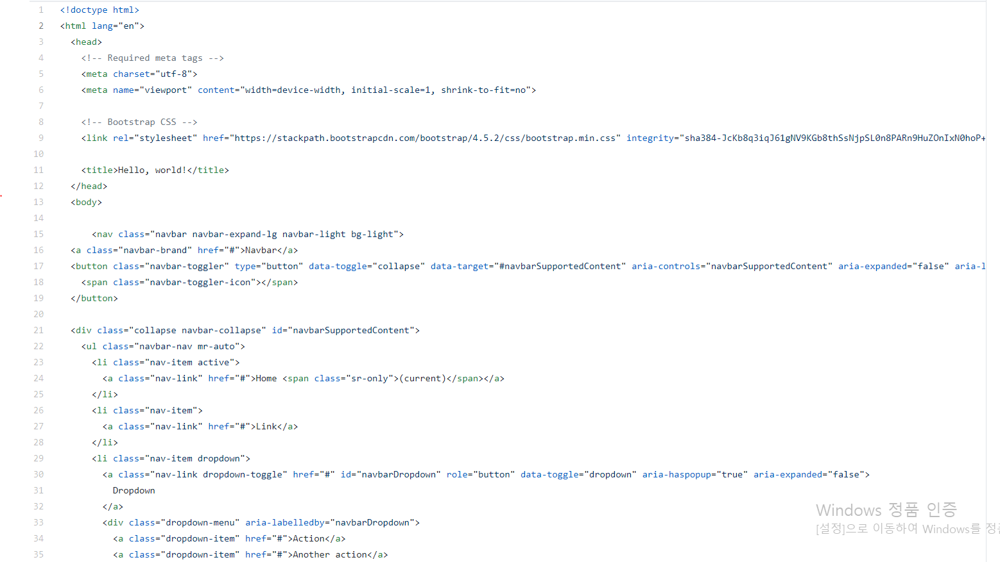 1 <!doctype html>
2 <html lang="en">
3 <head>
4 <!-- Required meta tags -->
5 <meta charset="utf-8">
6 <meta name="viewport" content="width=device-width, initial-scale=1, shrink-to-fit=no">
7
8 <!-- Bootstrap CSS -->
9 <link rel="stylesheet" href="https://stackpath.bootstrapcdn.com/bootstrap/4.5.2/css/bootstrap.min.css" integrity="sha384-JcKb8q3iqJ61gNV9KGb8thSsNjpSL0n8PARn9HuZOnIxN0hoP+
10
11 <title>Hello, world!</title>
12 </head>
13 <body>
14
15 <nav class="navbar navbar-expand-lg navbar-light bg-light">
16 <a class="navbar-brand" href="#">Navbar</a>
17 <button class="navbar-toggler" type="button" data-toggle="collapse" data-target="#navbarSupportedContent" aria-controls="navbarSupportedContent" aria-expanded="false" aria-l
18 <span class="navbar-toggler-icon"></span>
19 </button>
20
21 <div class="collapse navbar-collapse" id="navbarSupportedContent">
22 <ul class="navbar-nav mr-auto">
23 <li class="nav-item active">
24 <a class="nav-link" href="#">Home <span class="sr-only">(current)</span></a>
25 </li>
26 <li class="nav-item">
27 <a class="nav-link" href="#">Link</a>
28 </li>
29 <li class="nav-item dropdown">
30 <a class="nav-link dropdown-toggle" href="#" id="navbarDropdown" role="button" data-toggle="dropdown" aria-haspopup="true" aria-expanded="false">
31 Dropdown
32 </a>
33 <div class="dropdown-menu" aria-labelledby="navbarDropdown">
34 <a class="dropdown-item" href="#">Action</a>
35 <a class="dropdown-item" href="#">Another action</a>
Windows 정품 인증
[설정]으로 이동하여 Windows를 정